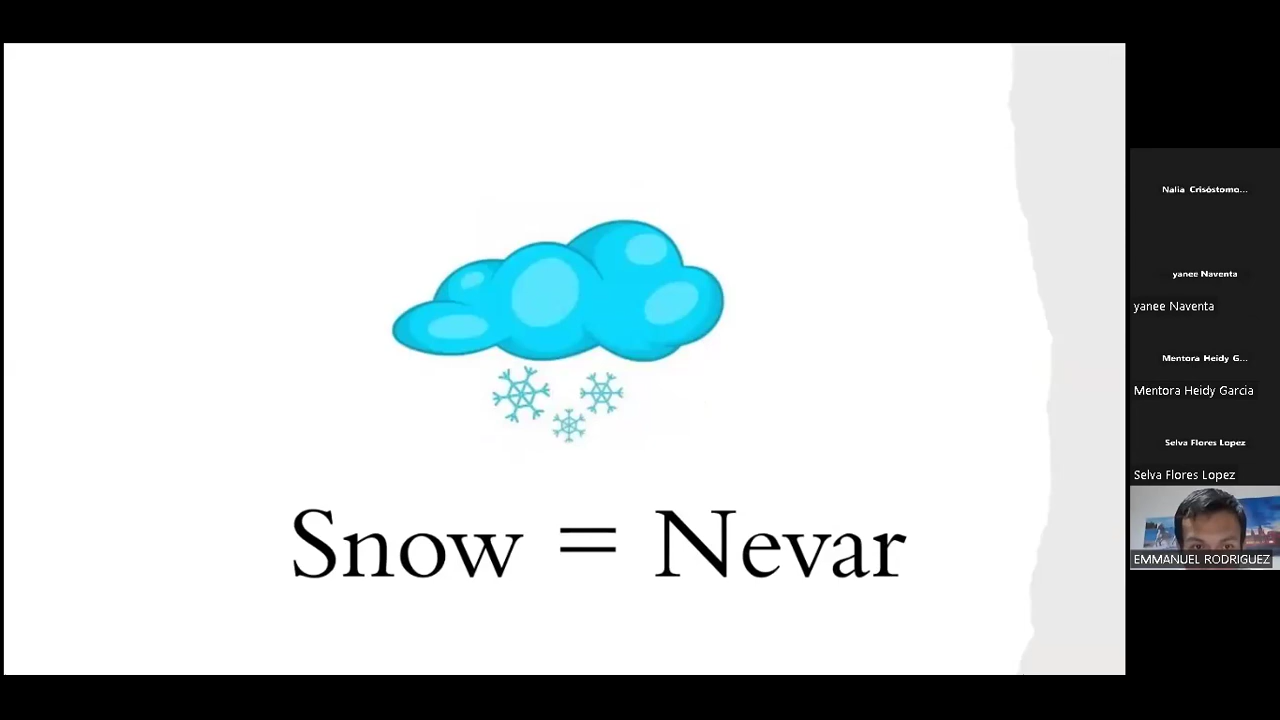 Snow = Nevar
Nalia Crisóstomo...
yanee Naventa
yanee Naventa
Mentora Heidy G...
Mentora Heidy Garcia
Selva Flores Lopez
Selva Flores Lopez
EMMANUEL RODRIGUEZ